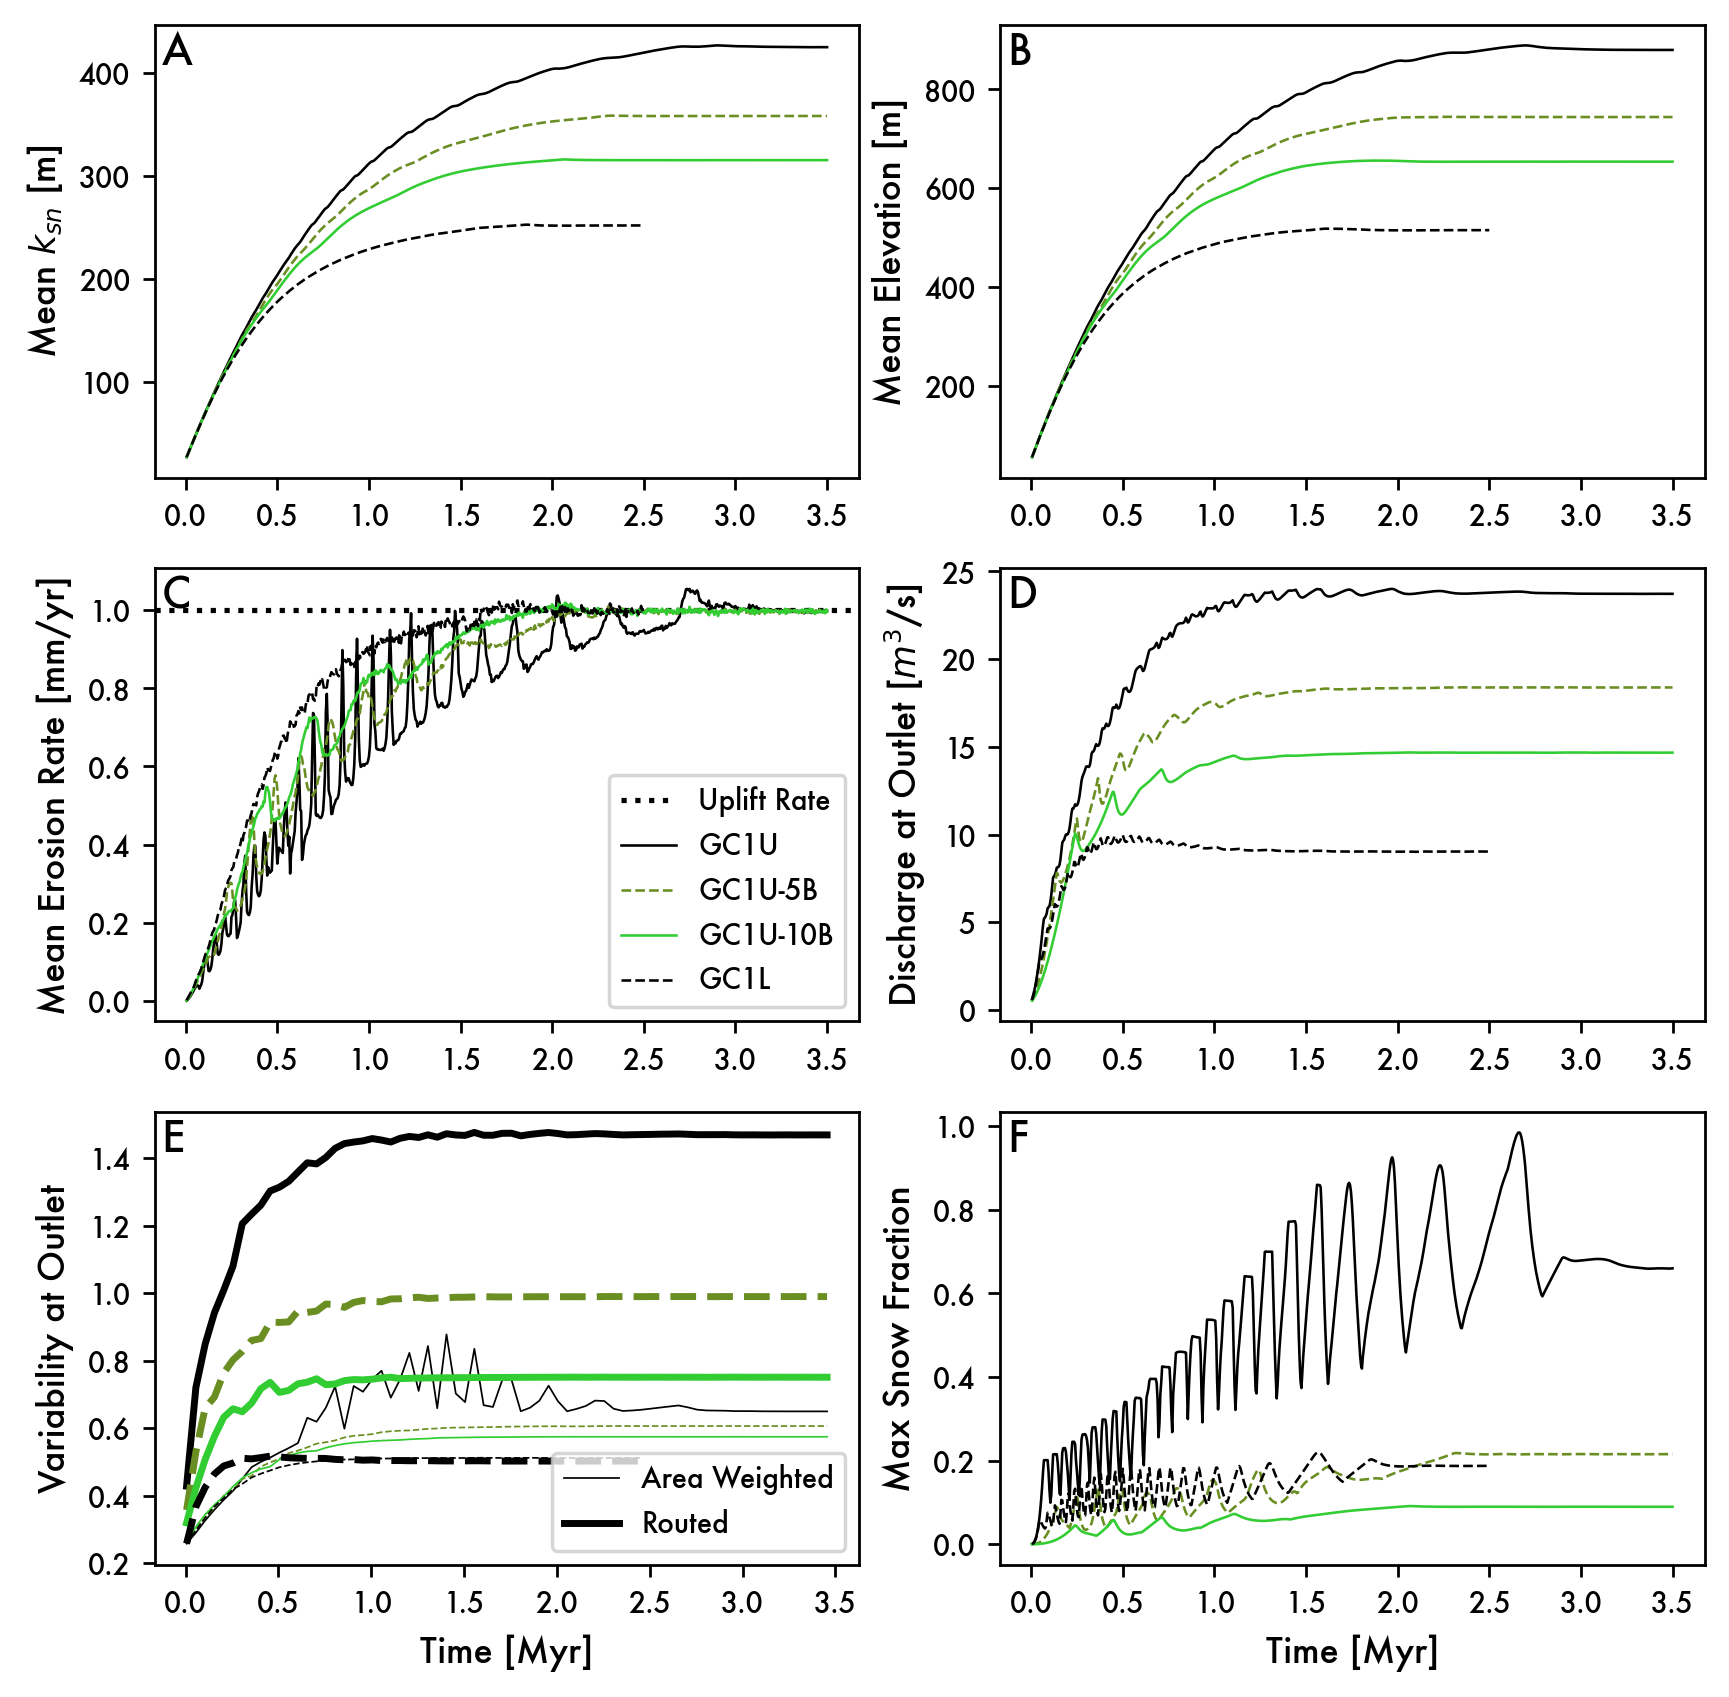 A
Mean k_sn [m]
400
300
200
100
0.0 0.5 1.0 1.5 2.0 2.5 3.0 3.5
B
Mean Elevation [m]
800
600
400
200
0.0 0.5 1.0 1.5 2.0 2.5 3.0 3.5
C
Mean Erosion Rate [mm/yr]
1.0
0.8
0.6
0.4
0.2
0.0
Uplift Rate
GC1U
GC1U-5B
GC1U-10B
GC1L
0.0 0.5 1.0 1.5 2.0 2.5 3.0 3.5
D
Discharge at Outlet [m³/s]
25
20
15
10
5
0
0.0 0.5 1.0 1.5 2.0 2.5 3.0 3.5
E
Variability at Outlet
1.4
1.2
1.0
0.8
0.6
0.4
0.2
Area Weighted
Routed
0.0 0.5 1.0 1.5 2.0 2.5 3.0 3.5
Time [Myr]
F
Max Snow Fraction
1.0
0.8
0.6
0.4
0.2
0.0
0.0 0.5 1.0 1.5 2.0 2.5 3.0 3.5
Time [Myr]